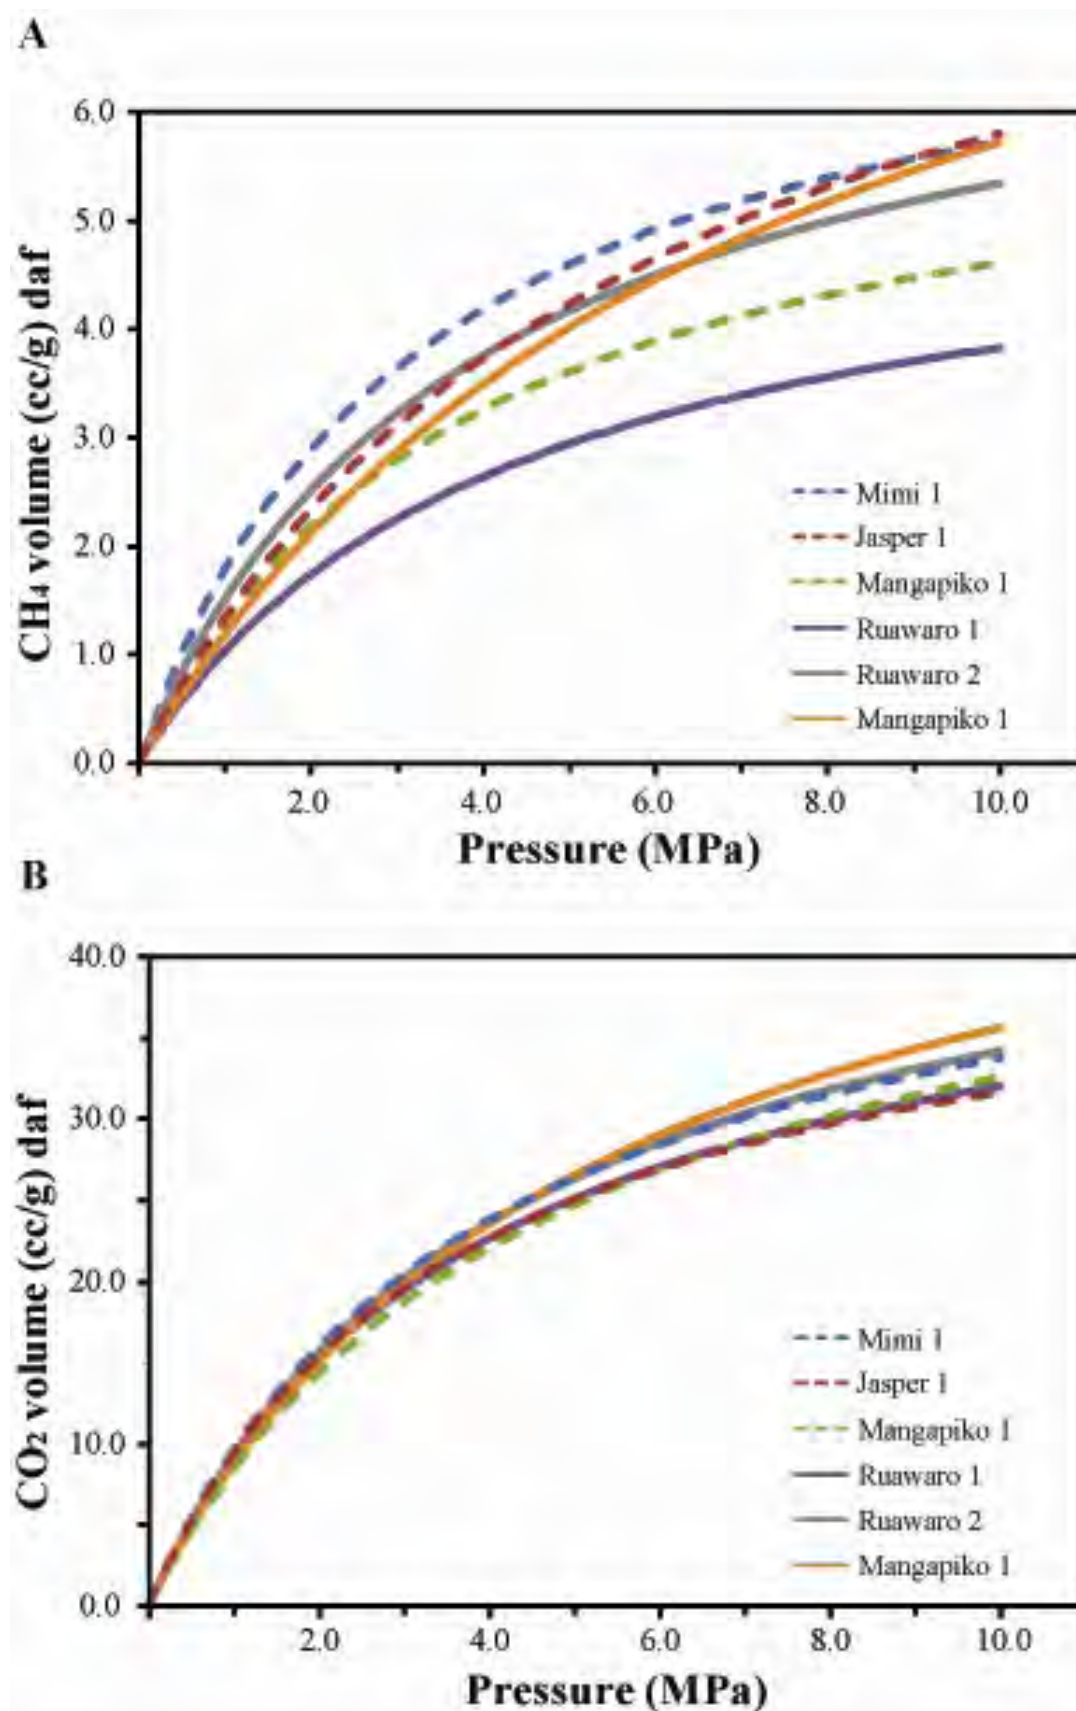 A
6.0
5.0
4.0
3.0
2.0
1.0
0.0
CH4 volume (cc/g) daf
Mimi 1
Jasper 1
Mangapiko 1
Ruawaro 1
Ruawaro 2
Mangapiko 1
2.0 4.0 6.0 8.0 10.0
Pressure (MPa)
B
40.0
30.0
20.0
10.0
0.0
CO2 volume (cc/g) daf
Mimi 1
Jasper 1
Mangapiko 1
Ruawaro 1
Ruawaro 2
Mangapiko 1
2.0 4.0 6.0 8.0 10.0
Pressure (MPa)